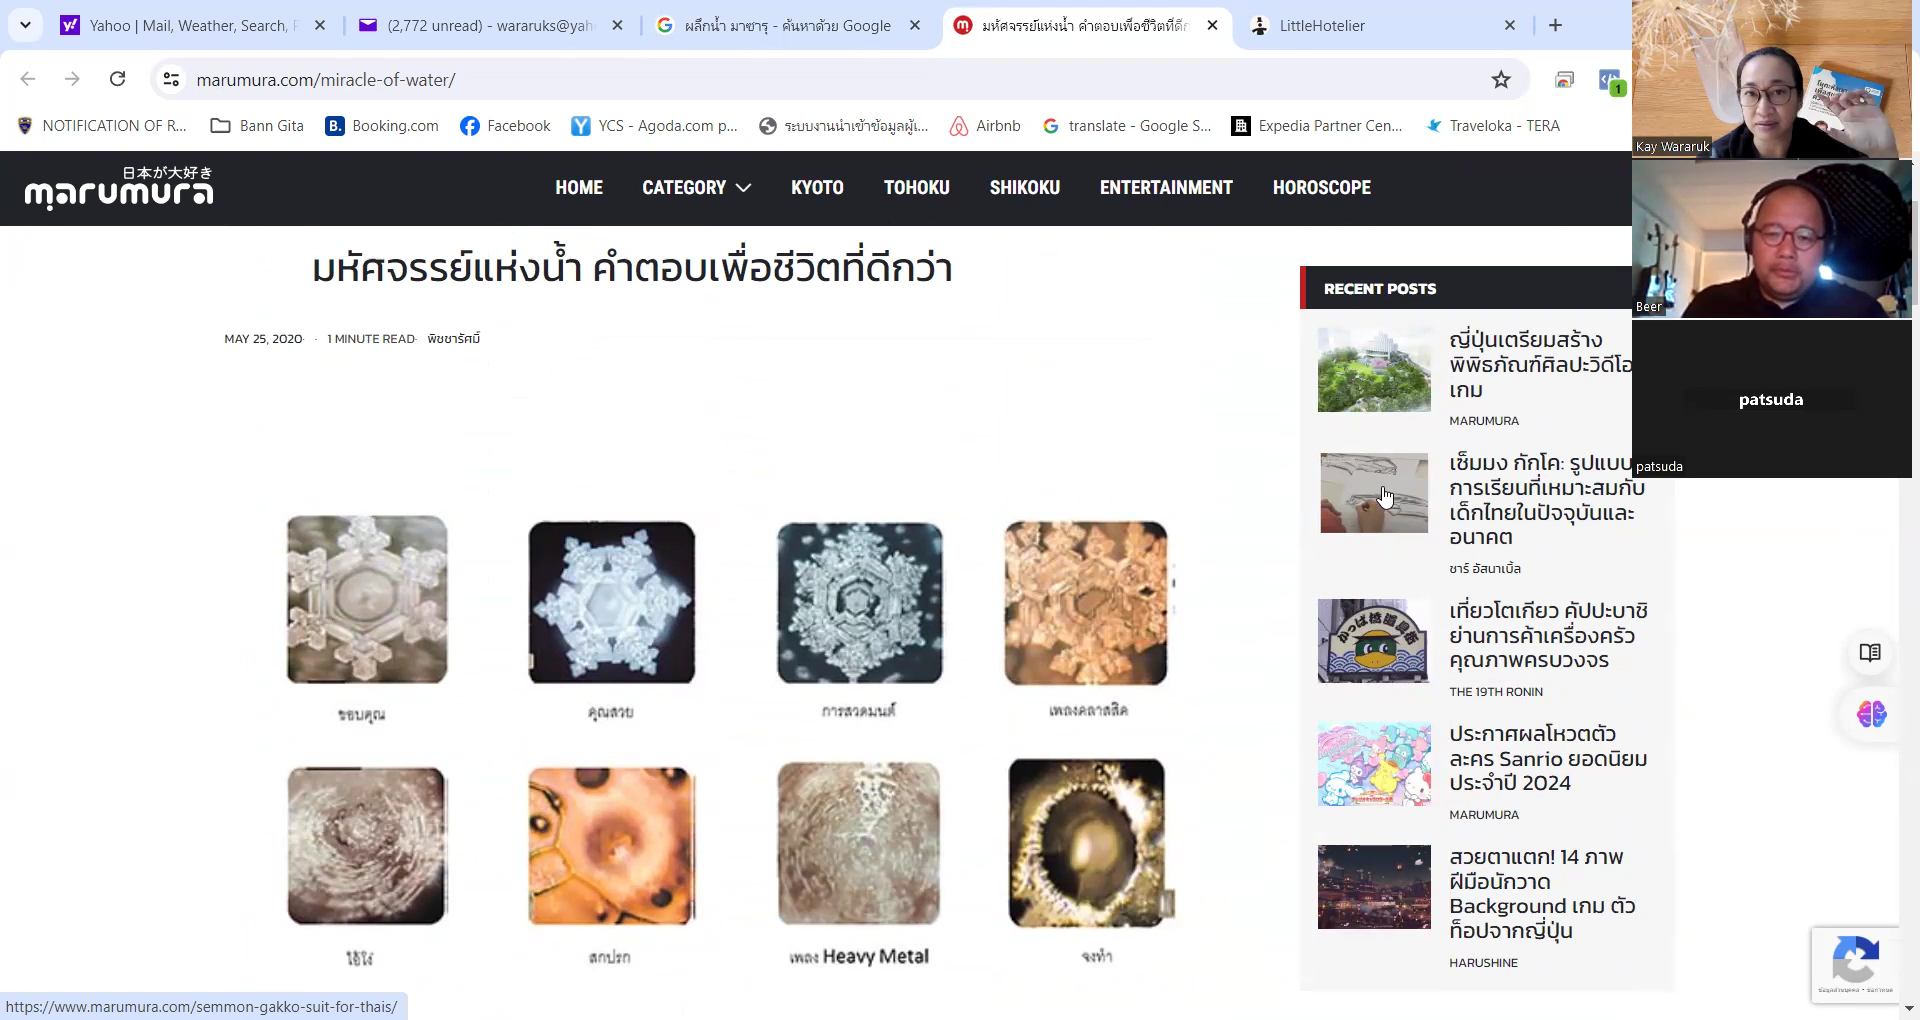 Yahoo | Mail, Weather, Search, F
(2,772 unread) - wararuks@yah
ผลึกน้ำ มาซารุ - ค้นหาด้วย Google
มหัศจรรย์แห่งน้ำ คำตอบเพื่อชีวิตที่ดีก
LittleHotelier
marumura.com/miracle-of-water/
1
NOTIFICATION OF R...
Bann Gita
B. Booking.com
Facebook
YCS - Agoda.com p...
ระบบงานนำเข้าข้อมูลผู้เ...
Airbnb
translate - Google S...
Expedia Partner Cen...
Traveloka - TERA
Kay Wararuk
Beer
patsuda
patsuda
日本が大好き
marumura
HOME
CATEGORY
KYOTO
TOHOKU
SHIKOKU
ENTERTAINMENT
HOROSCOPE
มหัศจรรย์แห่งน้ำ คำตอบเพื่อชีวิตที่ดีกว่า
MAY 25, 2020 · 1 MINUTE READ· พิชชารัศมิ์
ขอบคุณ
คุณสวย
การสวดมนต์
เพลงคลาสสิค
ไอ้โง่
สกปรก
เพลง Heavy Metal
จงทำ
RECENT POSTS
ญี่ปุ่นเตรียมสร้าง
พิพิธภัณฑ์ศิลปะวิดีโอ
เกม
MARUMURA
เซ็มมง กักโค: รูปแบบ
การเรียนที่เหมาะสมกับ
เด็กไทยในปัจจุบันและ
อนาคต
ชาร์ อัสนาเบิ้ล
かっぱ橋道具街
เที่ยวโตเกียว คัปปะบาชิ
ย่านการค้าเครื่องครัว
คุณภาพครบวงจร
THE 19TH RONIN
ประกาศผลโหวตตัว
ละคร Sanrio ยอดนิยม
ประจำปี 2024
MARUMURA
สวยตาแตก! 14 ภาพ
ฝีมือนักวาด
Background เกม ตัว
ท็อปจากญี่ปุ่น
HARUSHINE
https://www.marumura.com/semmon-gakko-suit-for-thais/